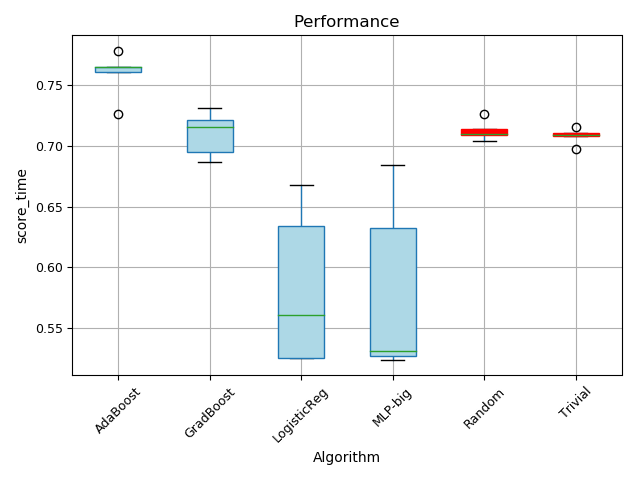 Performance
score_time
0.75
0.70
0.65
0.60
0.55
AdaBoost
GradBoost
LogisticReg
MLP-big
Random
Trivial
Algorithm